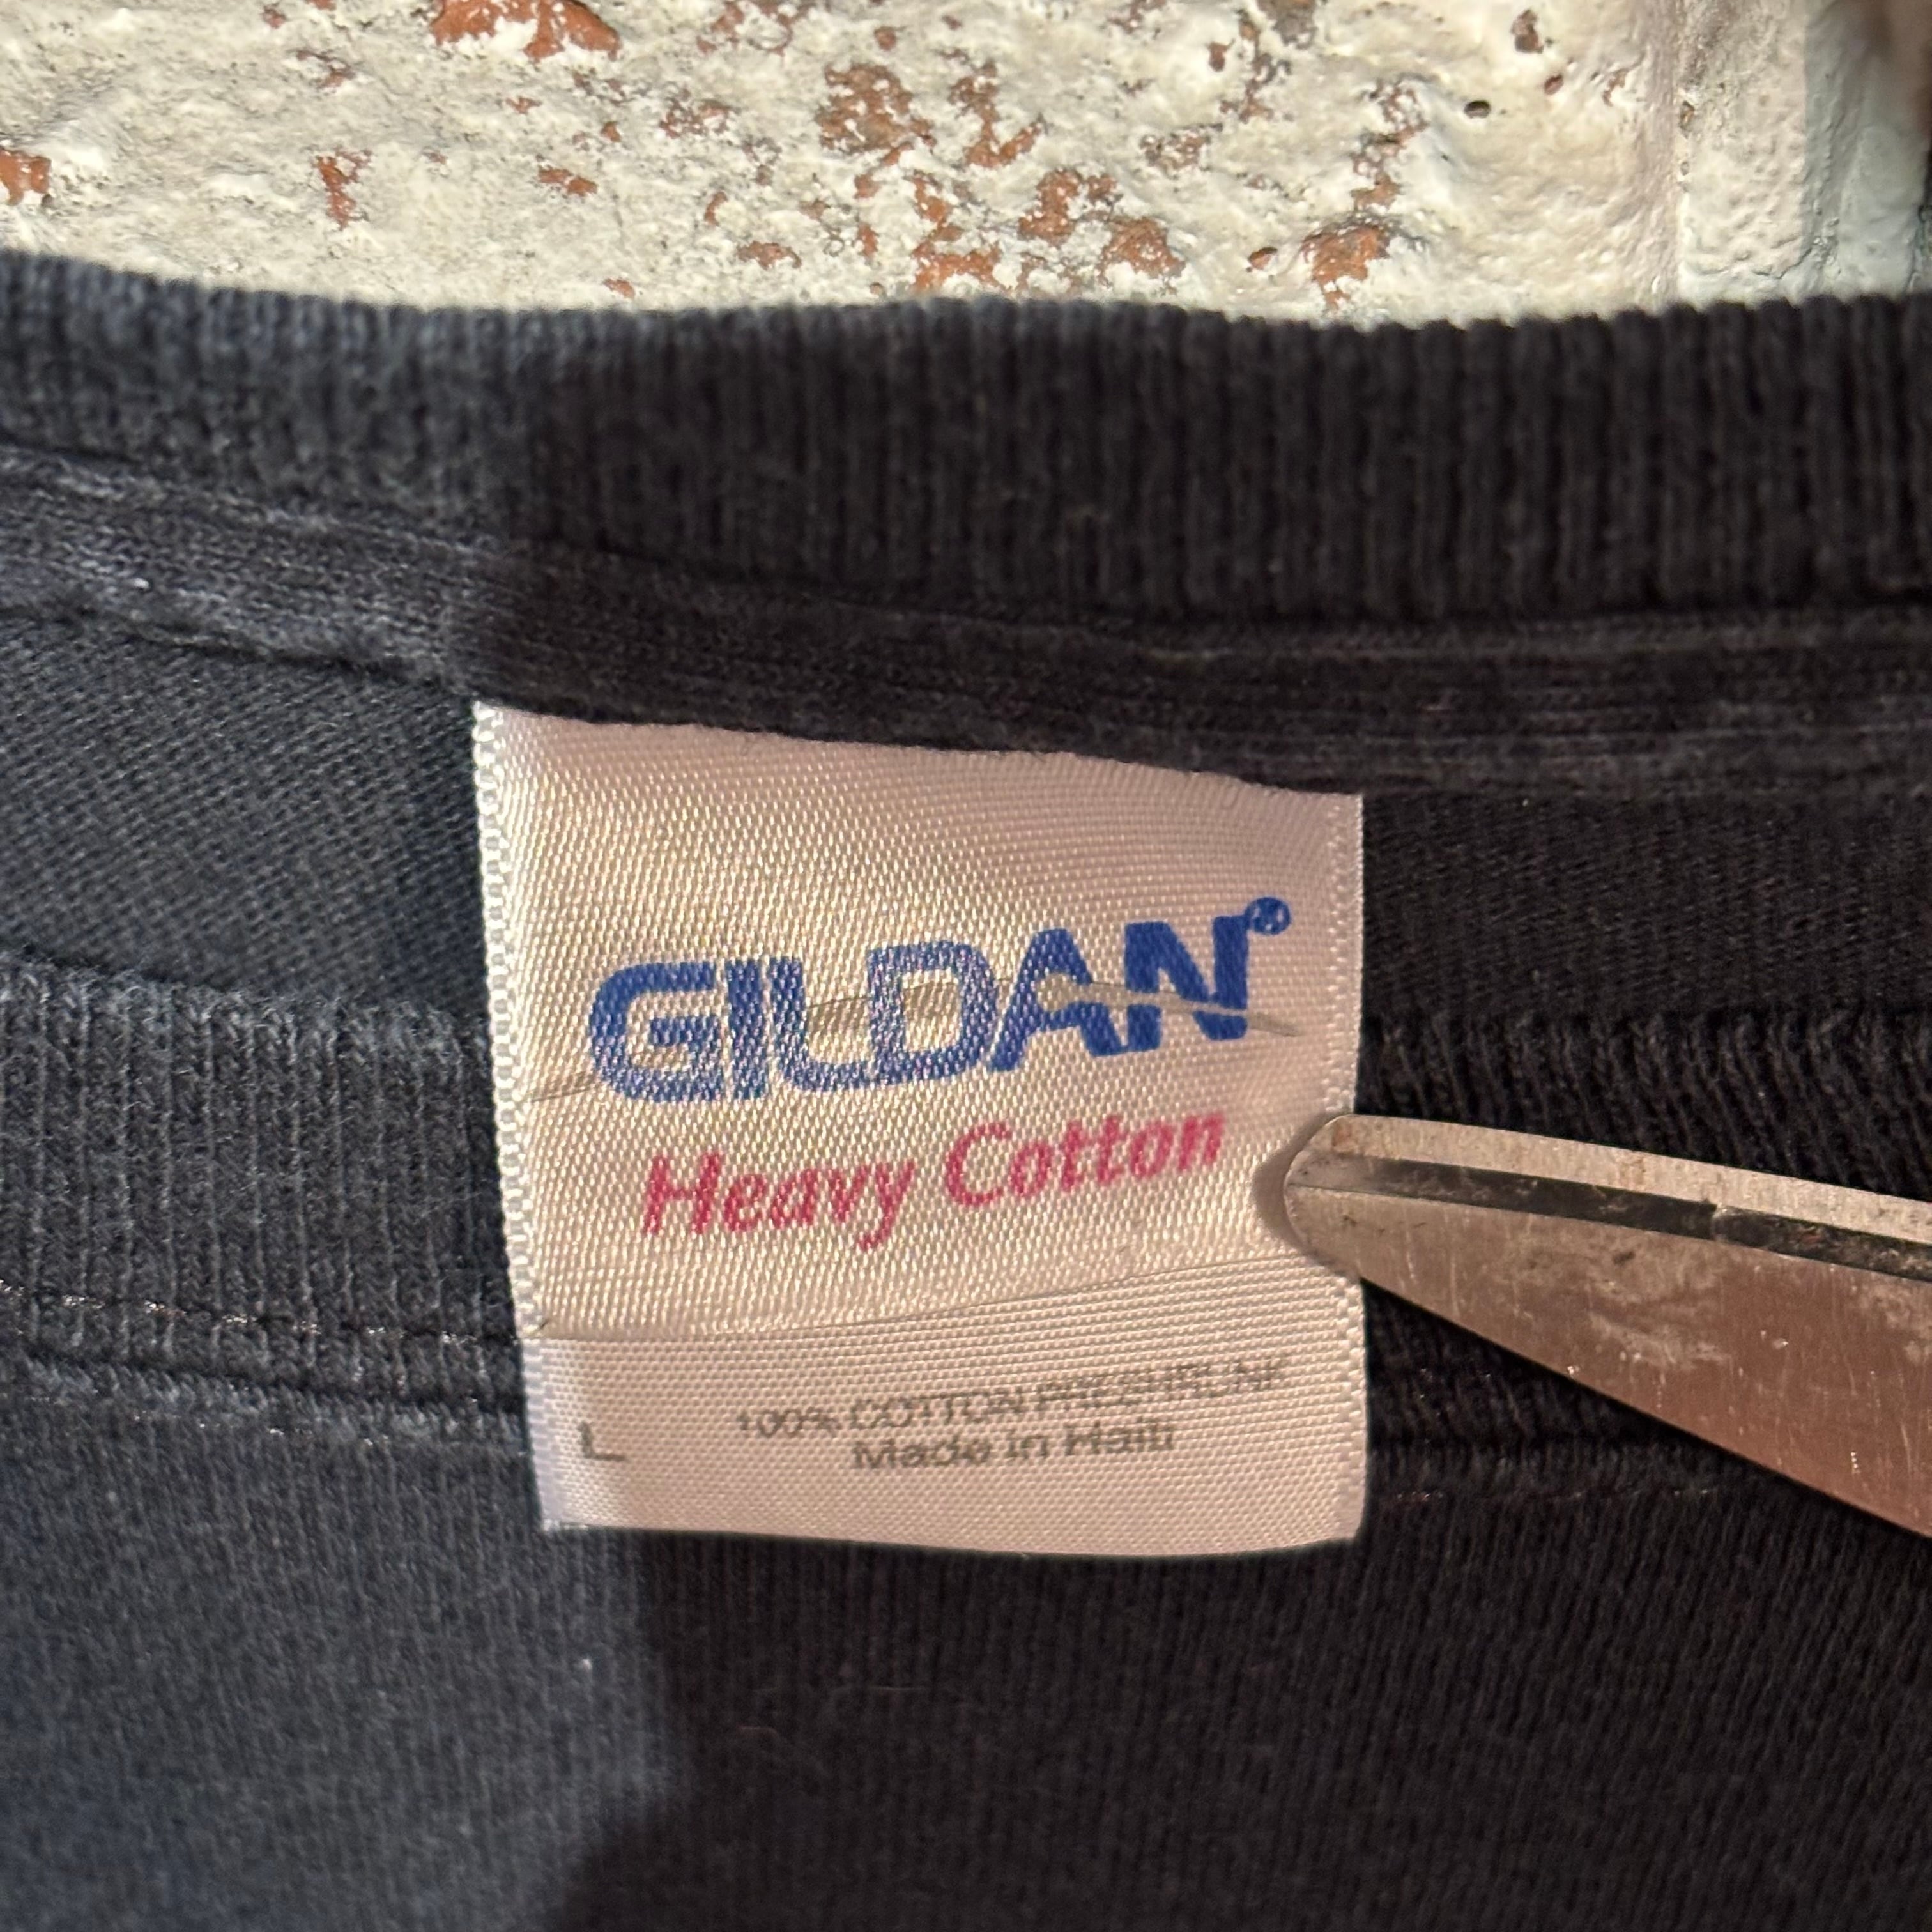 GILDAN®
Heavy Cotton
L
100% COTTON PRESHRUNK
Made in Haiti